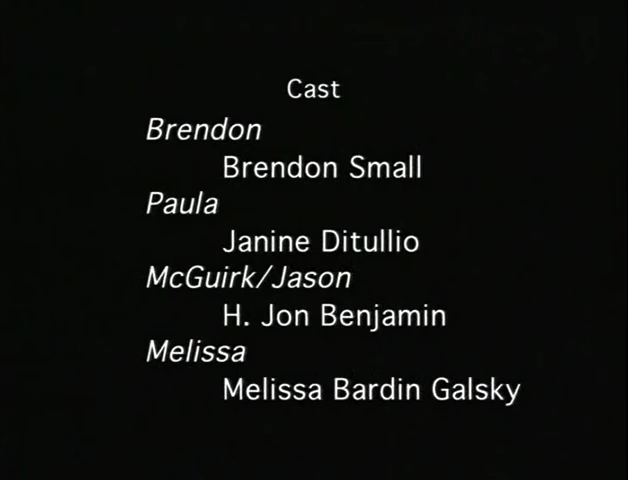 Cast
Brendon
Brendon Small
Paula
Janine Ditullio
McGuirk/Jason
H. Jon Benjamin
Melissa
Melissa Bardin Galsky